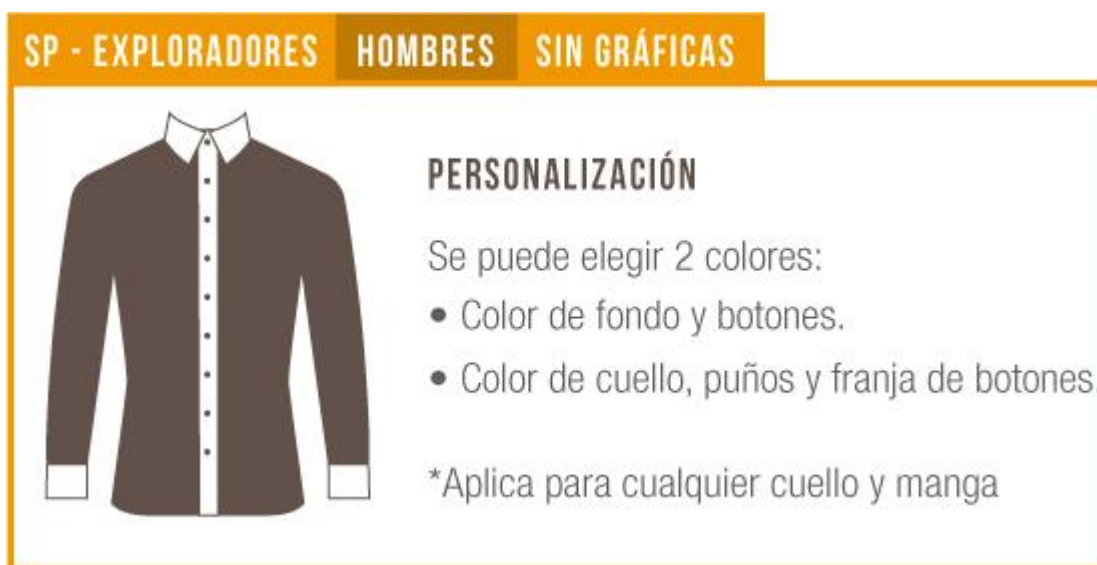 SP - EXPLORADORES HOMBRES SIN GRÁFICAS
PERSONALIZACIÓN
Se puede elegir 2 colores:
• Color de fondo y botones.
• Color de cuello, puños y franja de botones
*Aplica para cualquier cuello y manga